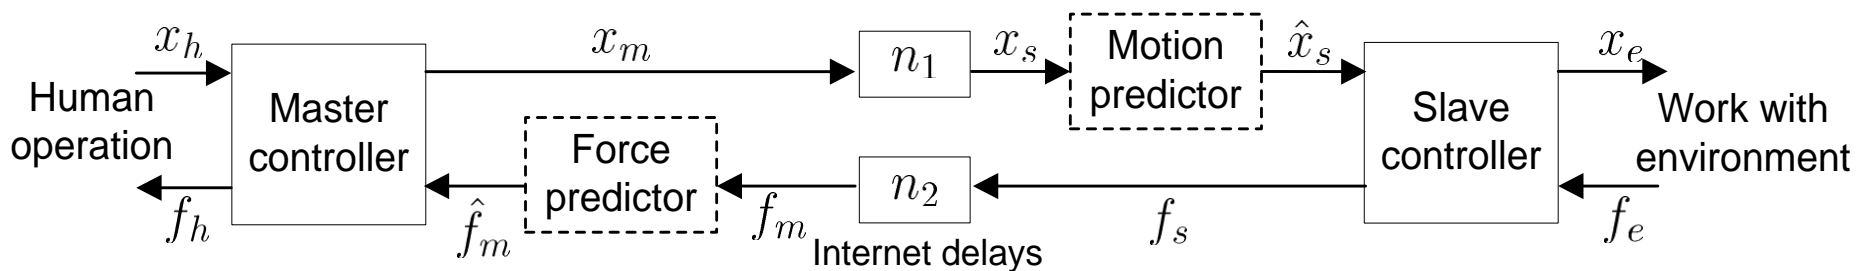 x_h
Human
operation
f_h
Master
controller
x_m
n_1
x_s
Motion
predictor
x̂_s
Slave
controller
x_e
Work with
environment
f_e
f_s
n_2
Internet delays
f_m
Force
predictor
f̂_m